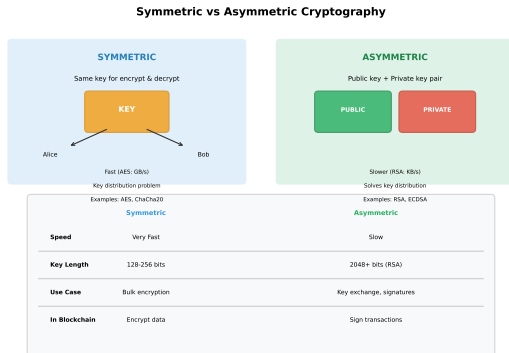 Symmetric vs Asymmetric Cryptography
SYMMETRIC
Same key for encrypt & decrypt
KEY
Alice
Bob
Fast (AES: GB/s)
Key distribution problem
Examples: AES, ChaCha20
ASYMMETRIC
Public key + Private key pair
PUBLIC
PRIVATE
Slower (RSA: KB/s)
Solves key distribution
Examples: RSA, ECDSA
Symmetric Asymmetric
Speed Very Fast Slow
Key Length 128-256 bits 2048+ bits (RSA)
Use Case Bulk encryption Key exchange, signatures
In Blockchain Encrypt data Sign transactions